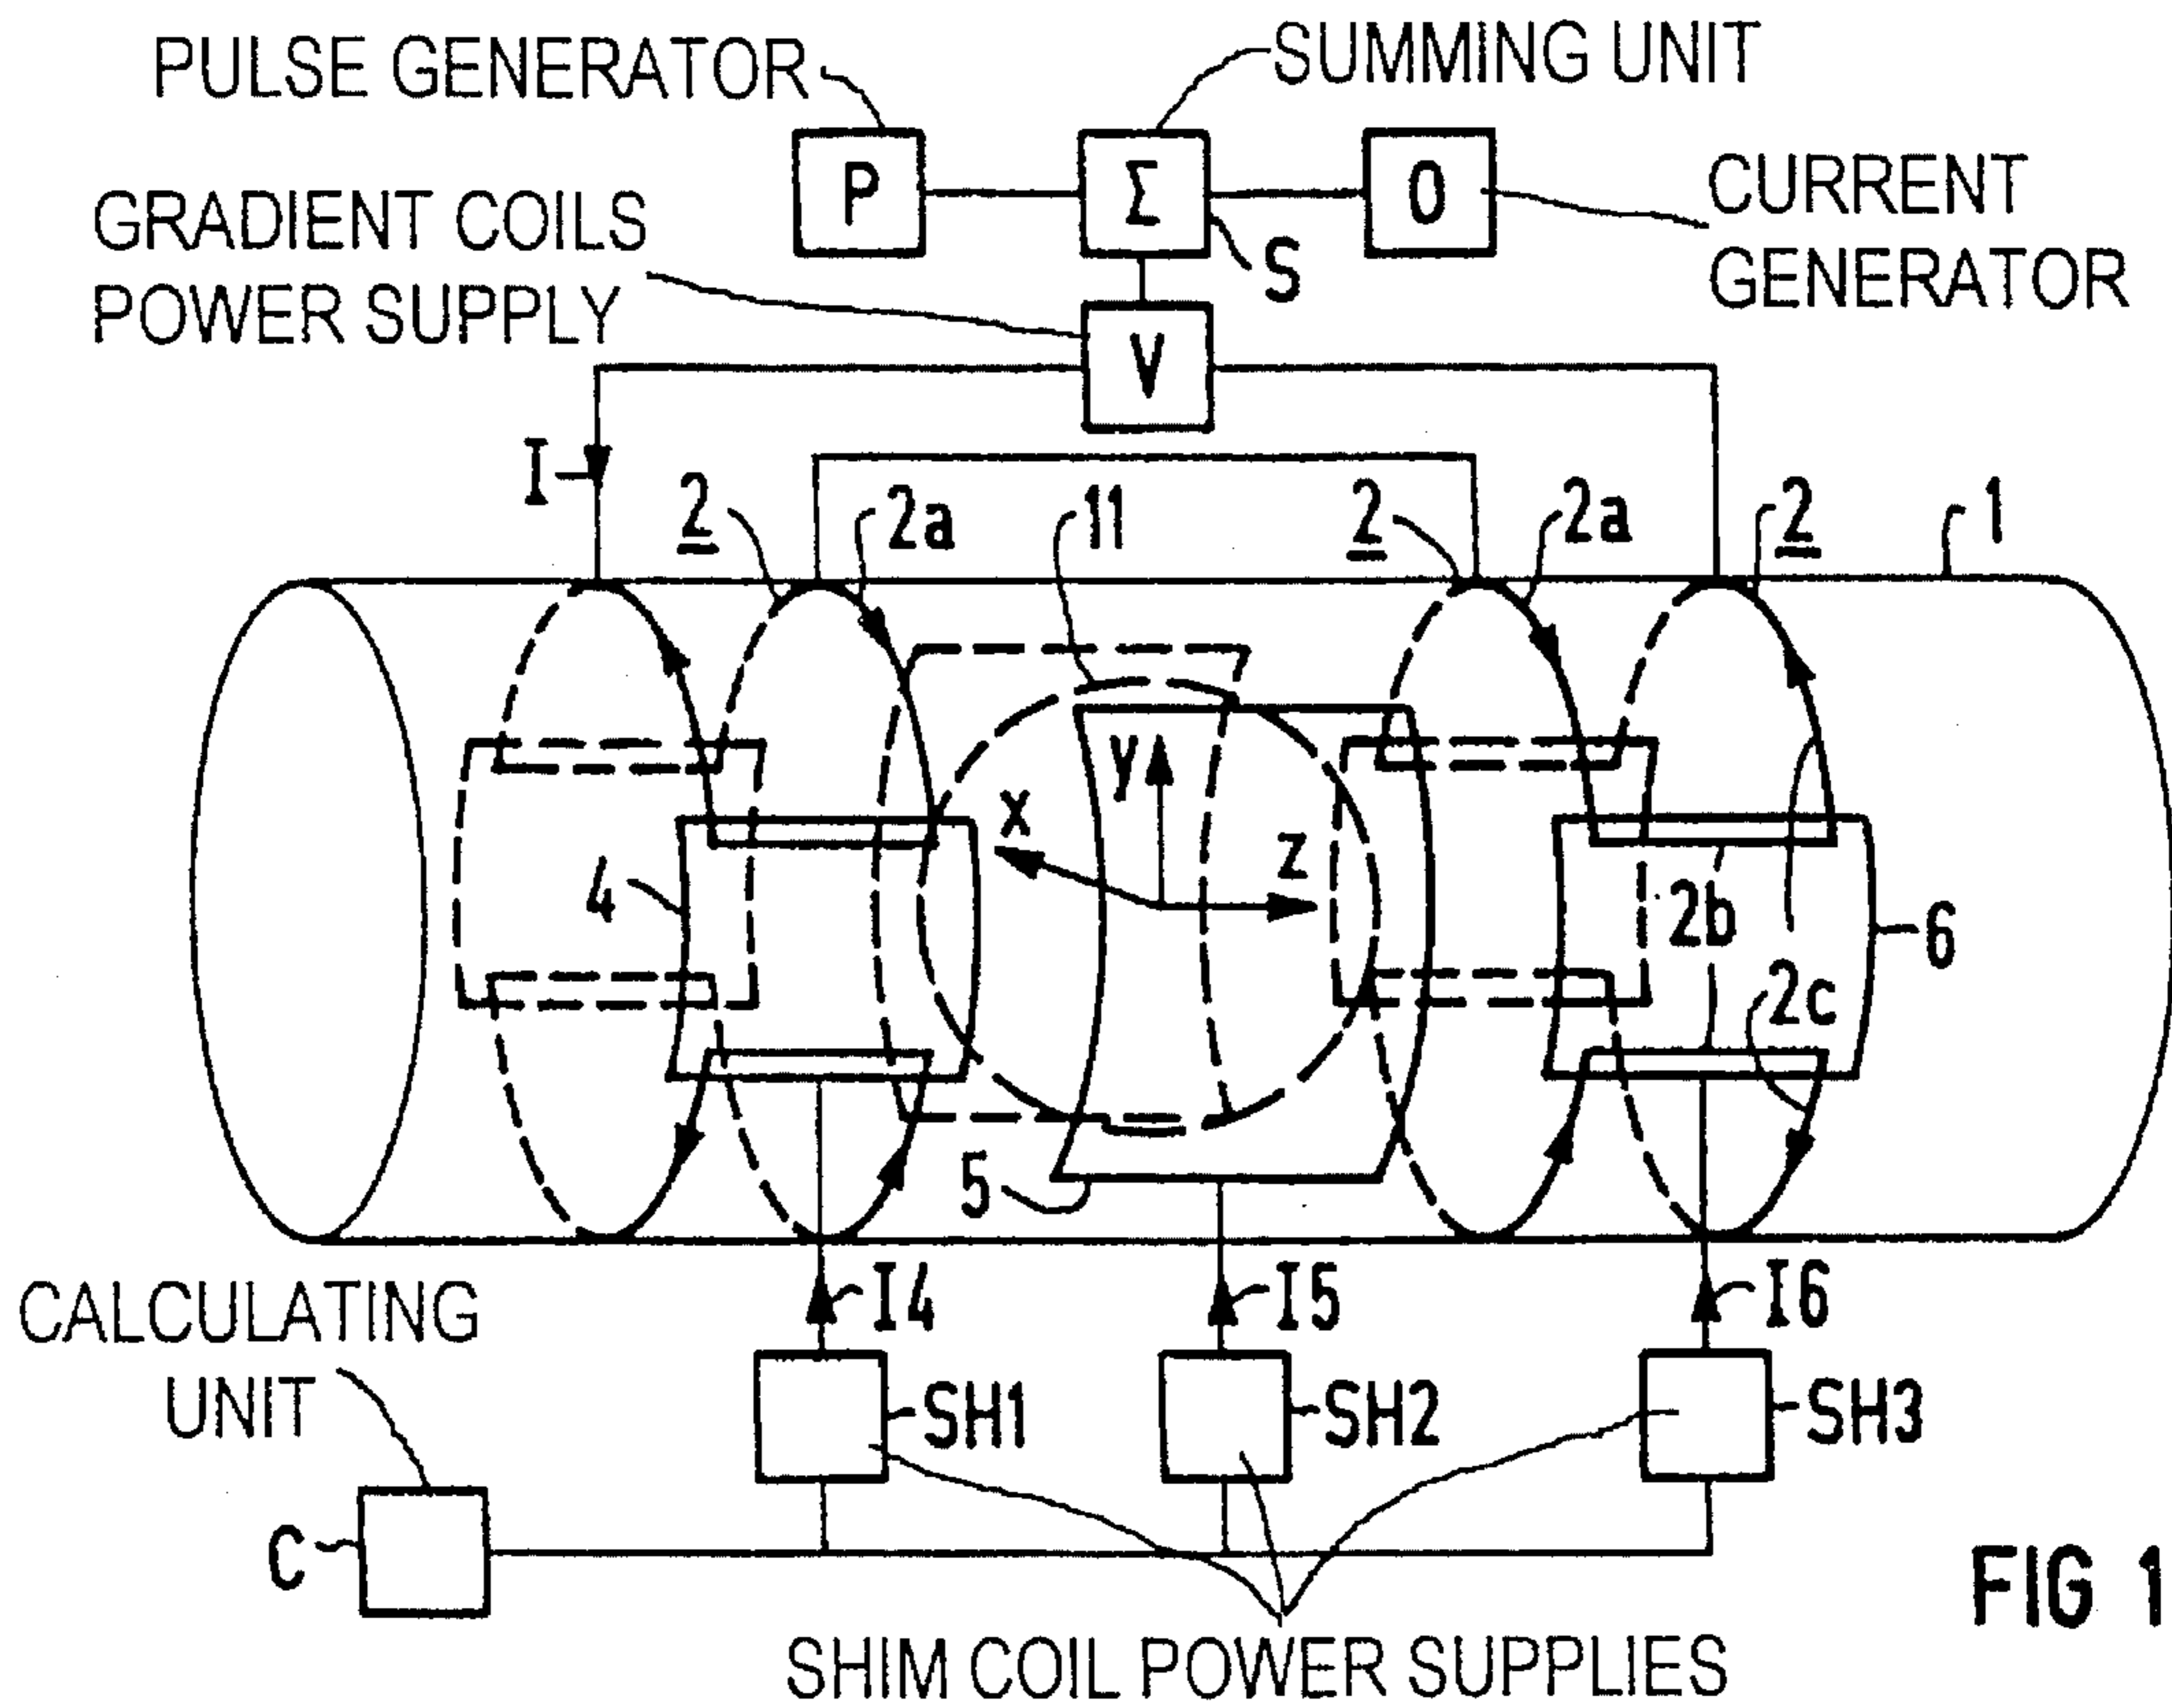 PULSE GENERATOR
SUMMING UNIT
GRADIENT COILS
POWER SUPPLY
P
Σ
O
CURRENT
GENERATOR
S
V
I
2
2a
11
2
2a
2
1
y
x
z
4
2b
6
2c
5
I4
I5
I6
CALCULATING
UNIT
SH1
SH2
SH3
C
SHIM COIL POWER SUPPLIES
FIG 1